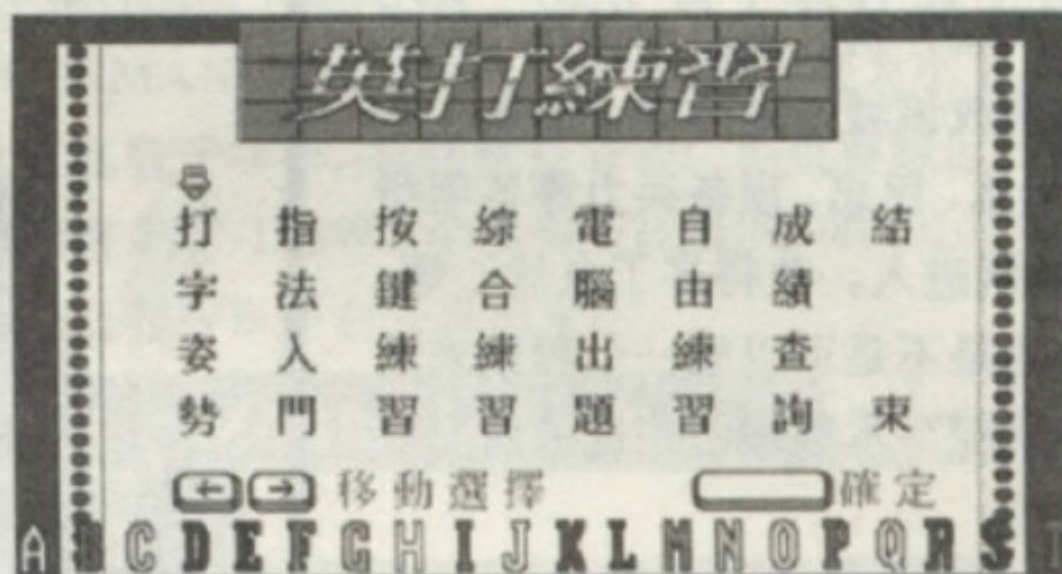 英打練習
打字姿勢
指法入門
按鍵練習
綜合練習
電腦出題
自由練習
成績查詢
結束
← → 移動選擇 確定
A B C D E F G H I J K L M N O P Q R S